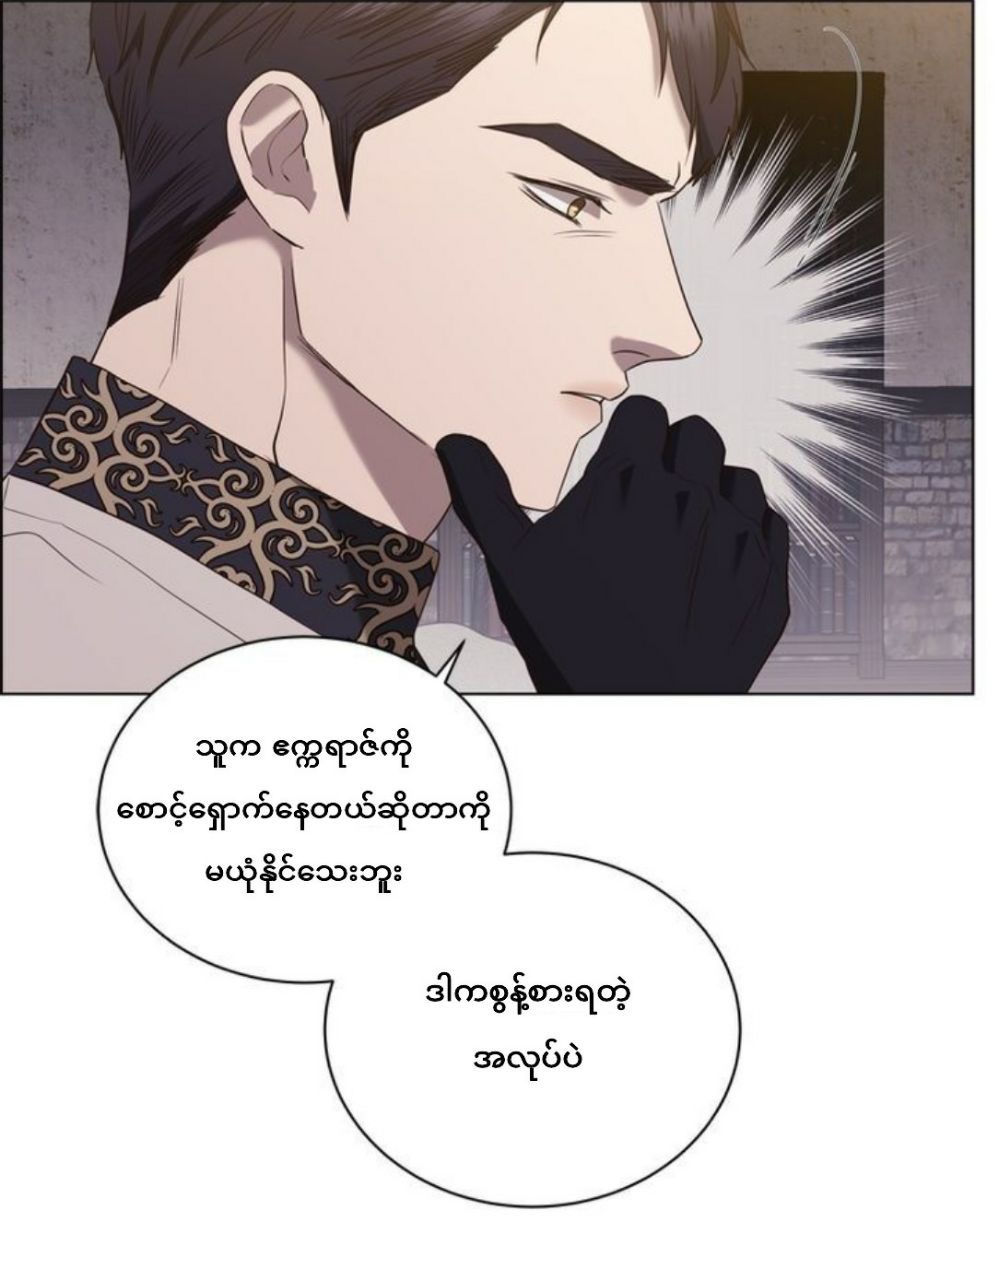 သူက ဧက္ကရာဇ်ကို
စောင့်ရှောက်နေတယ်ဆိုတာကို
မယုံနိုင်သေးဘူး
ဒါကစွန့်စားရတဲ့
အလုပ်ပဲ